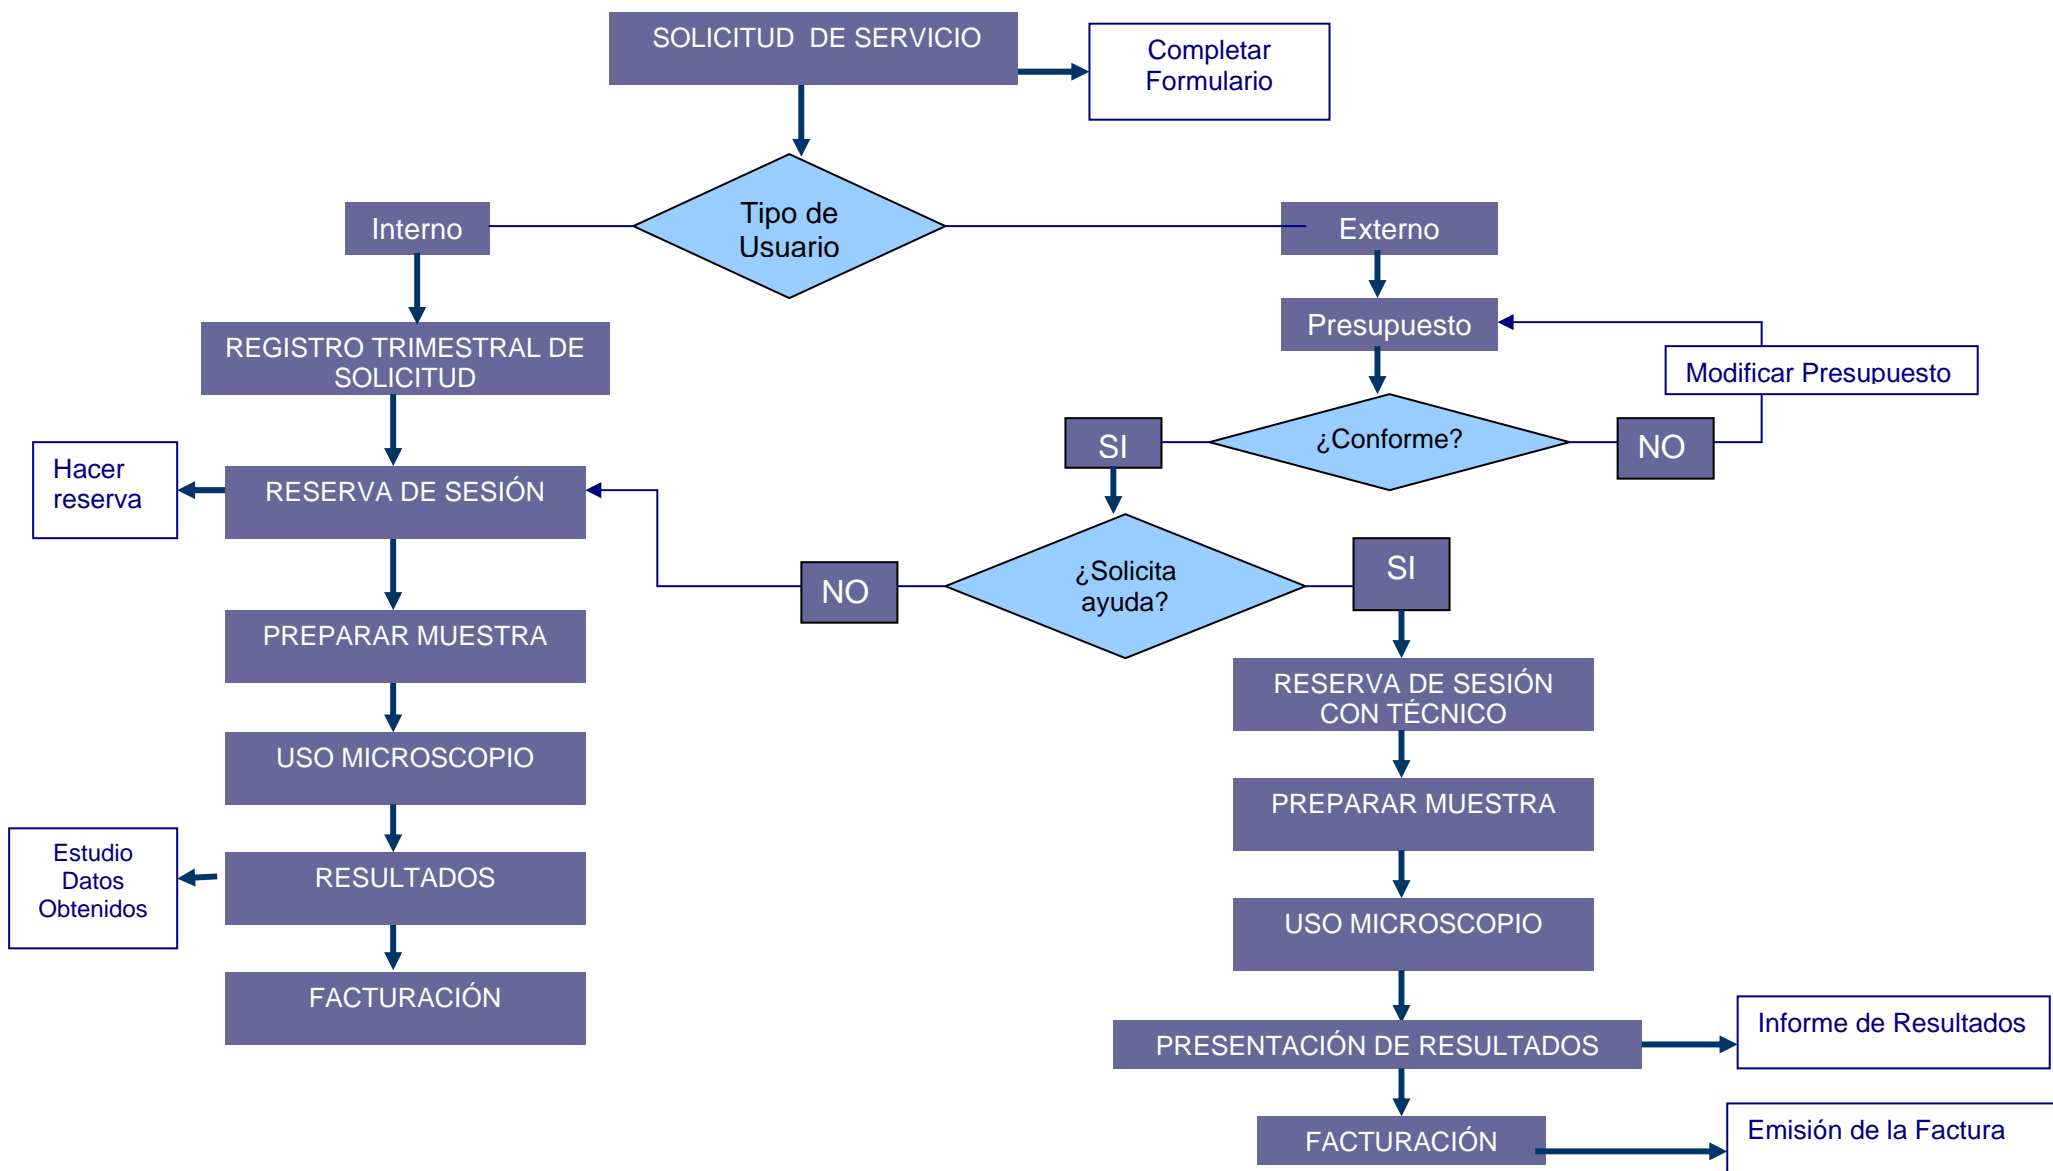 SOLICITUD DE SERVICIO
Completar
Formulario
Tipo de
Usuario
Interno
Externo
Presupuesto
REGISTRO TRIMESTRAL DE
SOLICITUD
Modificar Presupuesto
SI
¿Conforme?
NO
Hacer
reserva
RESERVA DE SESIÓN
NO
¿Solicita
ayuda?
SI
PREPARAR MUESTRA
RESERVA DE SESIÓN
CON TÉCNICO
USO MICROSCOPIO
PREPARAR MUESTRA
Estudio
Datos
Obtenidos
RESULTADOS
USO MICROSCOPIO
FACTURACIÓN
PRESENTACIÓN DE RESULTADOS
Informe de Resultados
FACTURACIÓN
Emisión de la Factura